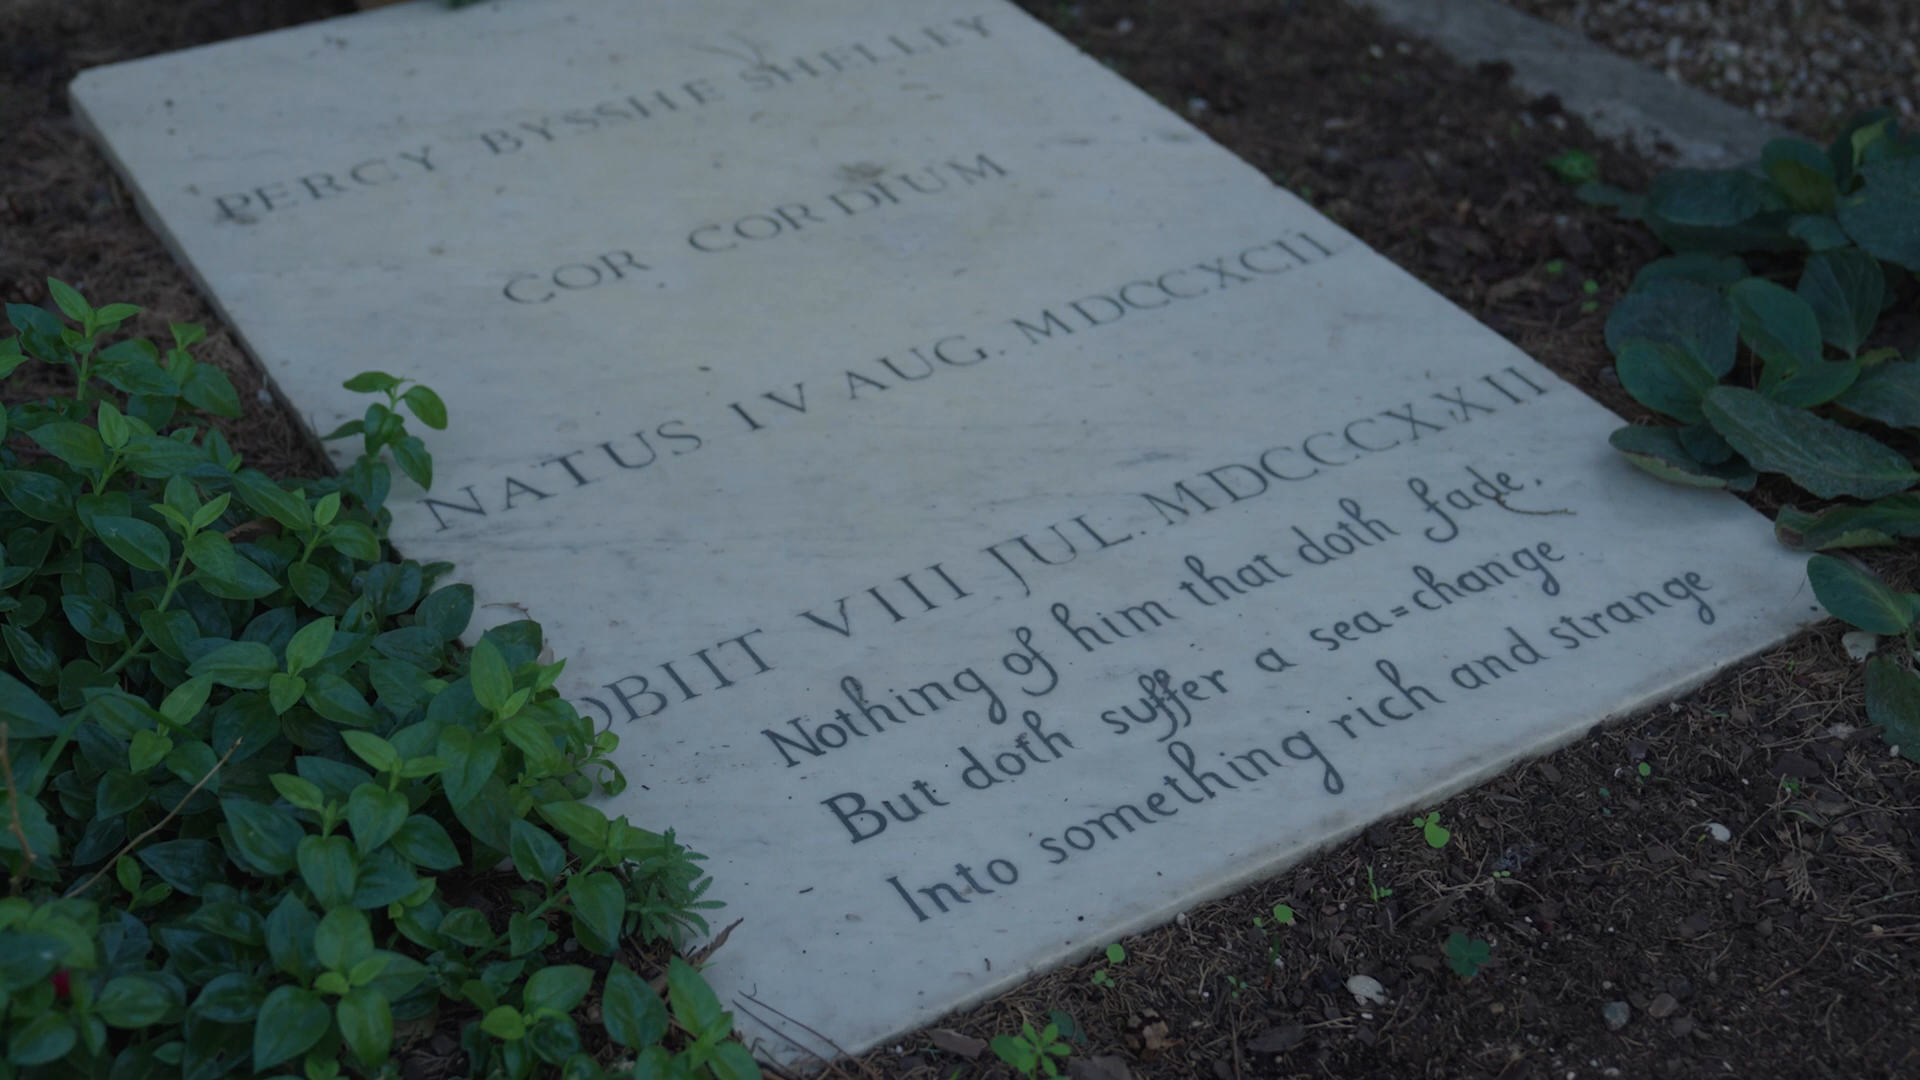 PERCY BYSSHE SHELLEY
COR CORDIUM
NATUS IV AUG. MDCCXCII
OBIIT VIII JUL. MDCCCXXII
Nothing of him that doth fade,
But doth suffer a sea=change
Into something rich and strange